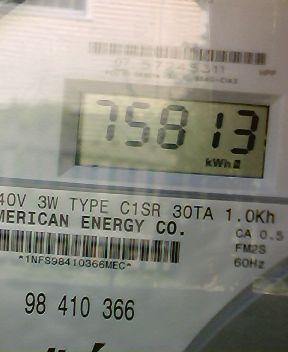 75813
kWh
40V 3W TYPE C1SR 30TA 1.0Kh
MERICAN ENERGY CO.
CA 0.5
*1NFS98410366MEC*
FM2S
60Hz
98 410 366